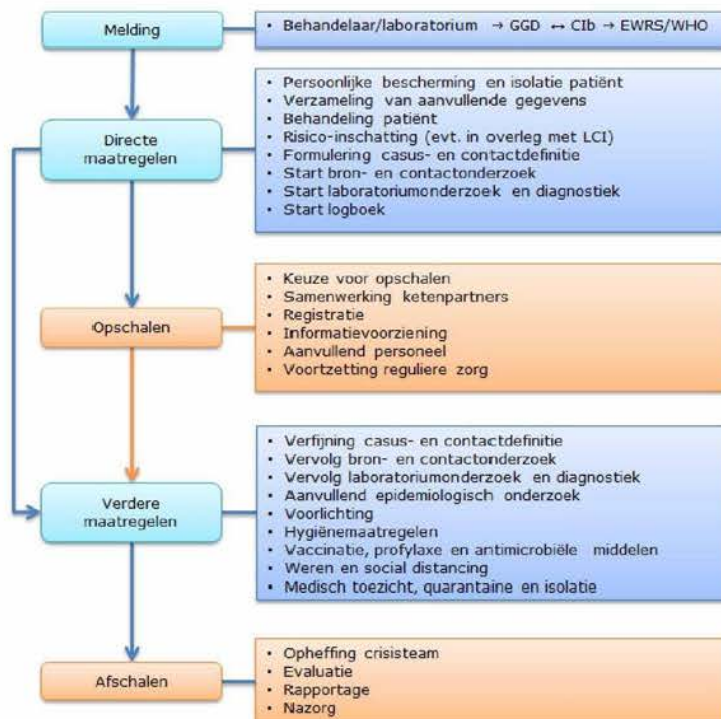 Melding
• Behandelaar/laboratorium → GGD ↔ CIb → EWRS/WHO
Directe
maatregelen
• Persoonlijke bescherming en isolatie patiënt
• Verzameling van aanvullende gegevens
• Behandeling patiënt
• Risico-inschatting (evt. in overleg met LCI)
• Formulering casus- en contactdefinitie
• Start bron- en contactonderzoek
• Start laboratoriumonderzoek en diagnostiek
• Start logboek
Opschalen
• Keuze voor opschalen
• Samenwerking ketenpartners
• Registratie
• Informatievoorziening
• Aanvullend personeel
• Voortzetting reguliere zorg
Verdere
maatregelen
• Verfijning casus- en contactdefinitie
• Vervolg bron- en contactonderzoek
• Vervolg laboratoriumonderzoek en diagnostiek
• Aanvullend epidemiologisch onderzoek
• Voorlichting
• Hygiënemaatregelen
• Vaccinatie, profylaxe en antimicrobiële middelen
• Weren en social distancing
• Medisch toezicht, quarantaine en isolatie
Afschalen
• Opheffing crisisteam
• Evaluatie
• Rapportage
• Nazorg